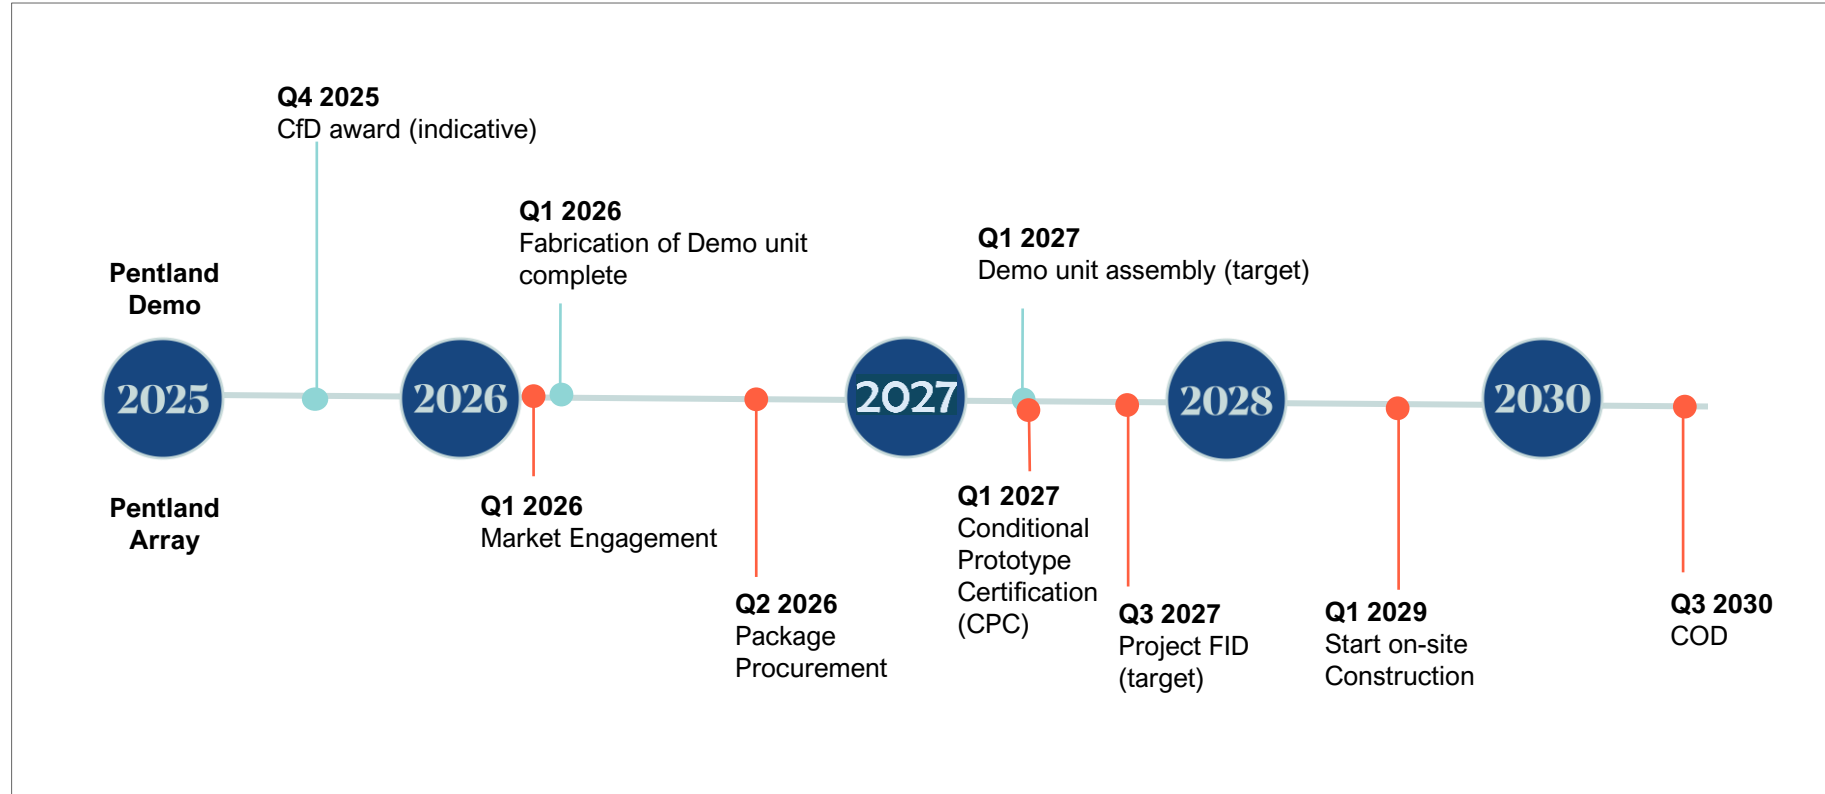 Q4 2025
CfD award (indicative)
Q1 2026
Fabrication of Demo unit
complete
Q1 2027
Demo unit assembly (target)
Pentland
Demo
2025
2026
2027
2028
2030
Pentland
Array
Q1 2026
Market Engagement
Q2 2026
Package
Procurement
Q1 2027
Conditional
Prototype
Certification
(CPC)
Q3 2027
Project FID
(target)
Q1 2029
Start on-site
Construction
Q3 2030
COD